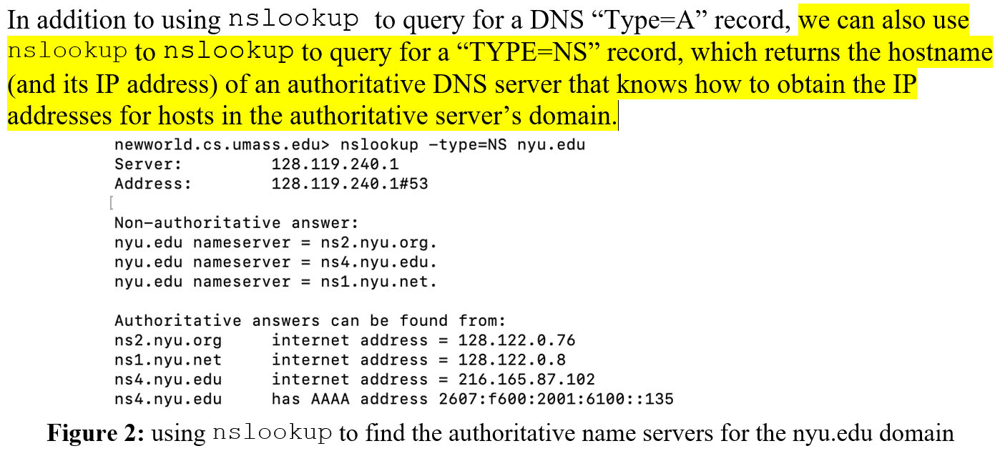 In addition to using nslookup to query for a DNS “Type=A” record, we can also use
nslookup to nslookup to query for a “TYPE=NS” record, which returns the hostname
(and its IP address) of an authoritative DNS server that knows how to obtain the IP
addresses for hosts in the authoritative server’s domain.
newworld.cs.umass.edu> nslookup -type=NS nyu.edu
Server: 128.119.240.1
Address: 128.119.240.1#53
[
Non-authoritative answer:
nyu.edu nameserver = ns2.nyu.org.
nyu.edu nameserver = ns4.nyu.edu.
nyu.edu nameserver = ns1.nyu.net.
Authoritative answers can be found from:
ns2.nyu.org internet address = 128.122.0.76
ns1.nyu.net internet address = 128.122.0.8
ns4.nyu.edu internet address = 216.165.87.102
ns4.nyu.edu has AAAA address 2607:f600:2001:6100::135
Figure 2: using nslookup to find the authoritative name servers for the nyu.edu domain